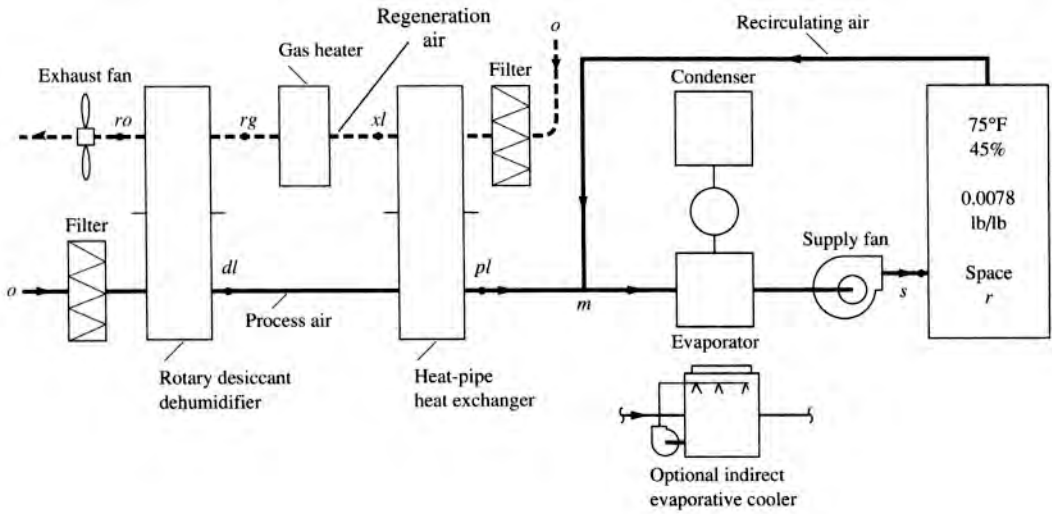 Regeneration
air
o
Recirculating air
Gas heater
Exhaust fan
Filter
Condenser
ro
rg
xl
75°F
45%
0.0078
lb/lb
Space
r
Filter
Supply fan
o
dl
pl
m
s
Process air
Evaporator
Rotary desiccant
dehumidifier
Heat-pipe
heat exchanger
Optional indirect
evaporative cooler